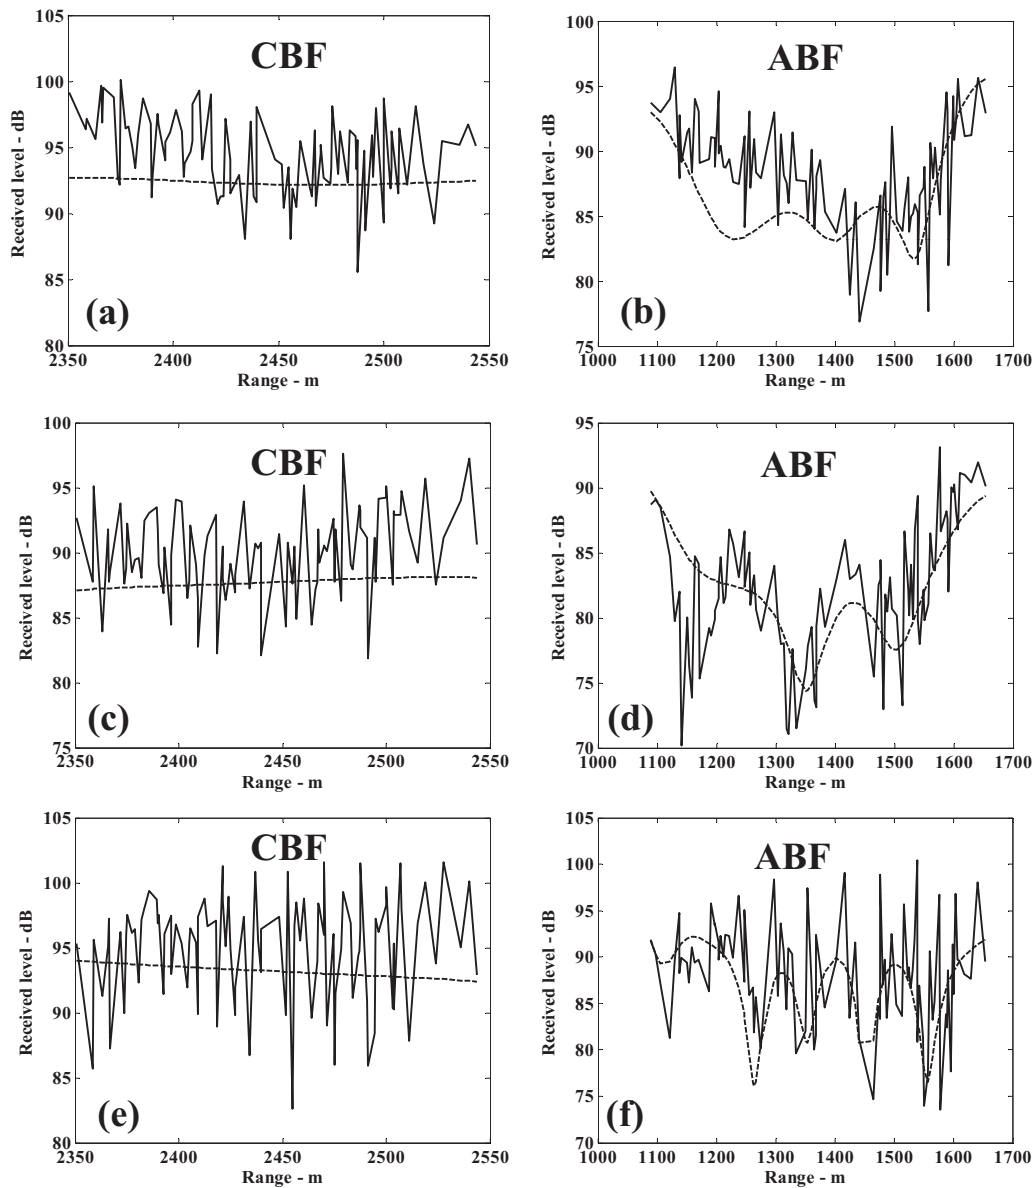 105
100
95
90
85
80
Received level - dB
CBF
(a)
2350 2400 2450 2500 2550
Range - m
100
95
90
85
80
75
Received level - dB
ABF
(b)
1000 1100 1200 1300 1400 1500 1600 1700
Range - m
100
95
90
85
80
75
Received level - dB
CBF
(c)
2350 2400 2450 2500 2550
Range - m
95
90
85
80
75
70
Received level - dB
ABF
(d)
1000 1100 1200 1300 1400 1500 1600 1700
Range - m
105
100
95
90
85
80
Received level - dB
CBF
(e)
2350 2400 2450 2500 2550
Range - m
105
100
95
90
85
80
75
70
Received level - dB
ABF
(f)
1000 1100 1200 1300 1400 1500 1600 1700
Range - m